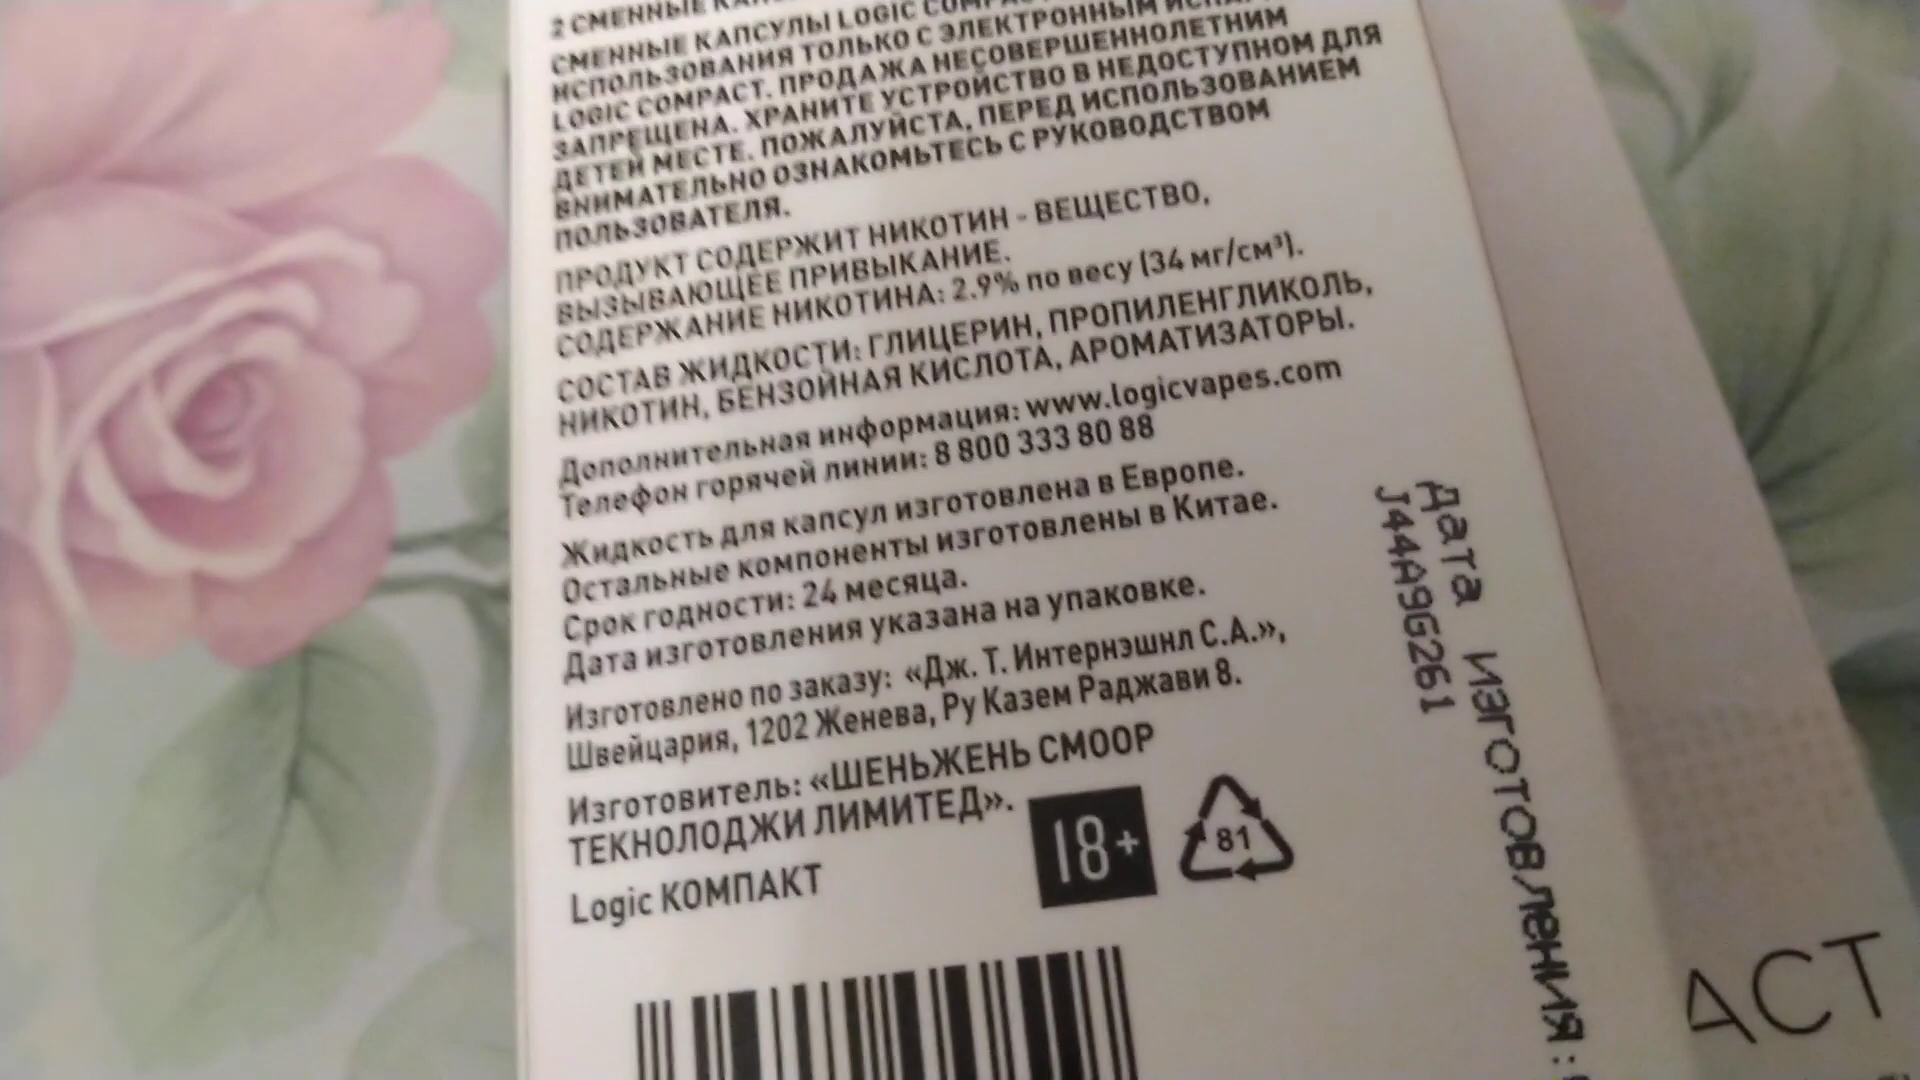 2 СМЕННЫЕ
СМЕННЫЕ КАПСУЛЫ LOGIC
ИСПОЛЬЗОВАНИЯ ТОЛЬКО С ЭЛЕКТРОННЫМ
LOGIC COMPACT. ПРОДАЖА НЕСОВЕРШЕННОЛЕТНИМ
ЗАПРЕЩЕНА. ХРАНИТЕ УСТРОЙСТВО В НЕДОСТУПНОМ ДЛЯ
ДЕТЕЙ МЕСТЕ. ПОЖАЛУЙСТА, ПЕРЕД ИСПОЛЬЗОВАНИЕМ
ВНИМАТЕЛЬНО ОЗНАКОМЬТЕСЬ С РУКОВОДСТВОМ
ПОЛЬЗОВАТЕЛЯ.
ПРОДУКТ СОДЕРЖИТ НИКОТИН - ВЕЩЕСТВО,
ВЫЗЫВАЮЩЕЕ ПРИВЫКАНИЕ.
СОДЕРЖАНИЕ НИКОТИНА: 2.9% по весу (34 мг/см³).
СОСТАВ ЖИДКОСТИ: ГЛИЦЕРИН, ПРОПИЛЕНГЛИКОЛЬ,
НИКОТИН, БЕНЗОЙНАЯ КИСЛОТА, АРОМАТИЗАТОРЫ.
Дополнительная информация: www.logicvapes.com
Телефон горячей линии: 8 800 333 80 88
Жидкость для капсул изготовлена в Европе.
Остальные компоненты изготовлены в Китае.
Срок годности: 24 месяца.
Дата изготовления указана на упаковке.
Изготовлено по заказу: «Дж. Т. Интернэшнл С.А.»,
Швейцария, 1202 Женева, Ру Казем Раджави 8.
Изготовитель: «ШЕНЬЖЕНЬ СМООР
ТЕКНОЛОДЖИ ЛИМИТЕД».
Logic КОМПАКТ
18+
81
Дата изготовления:
J44A9G261
ACT